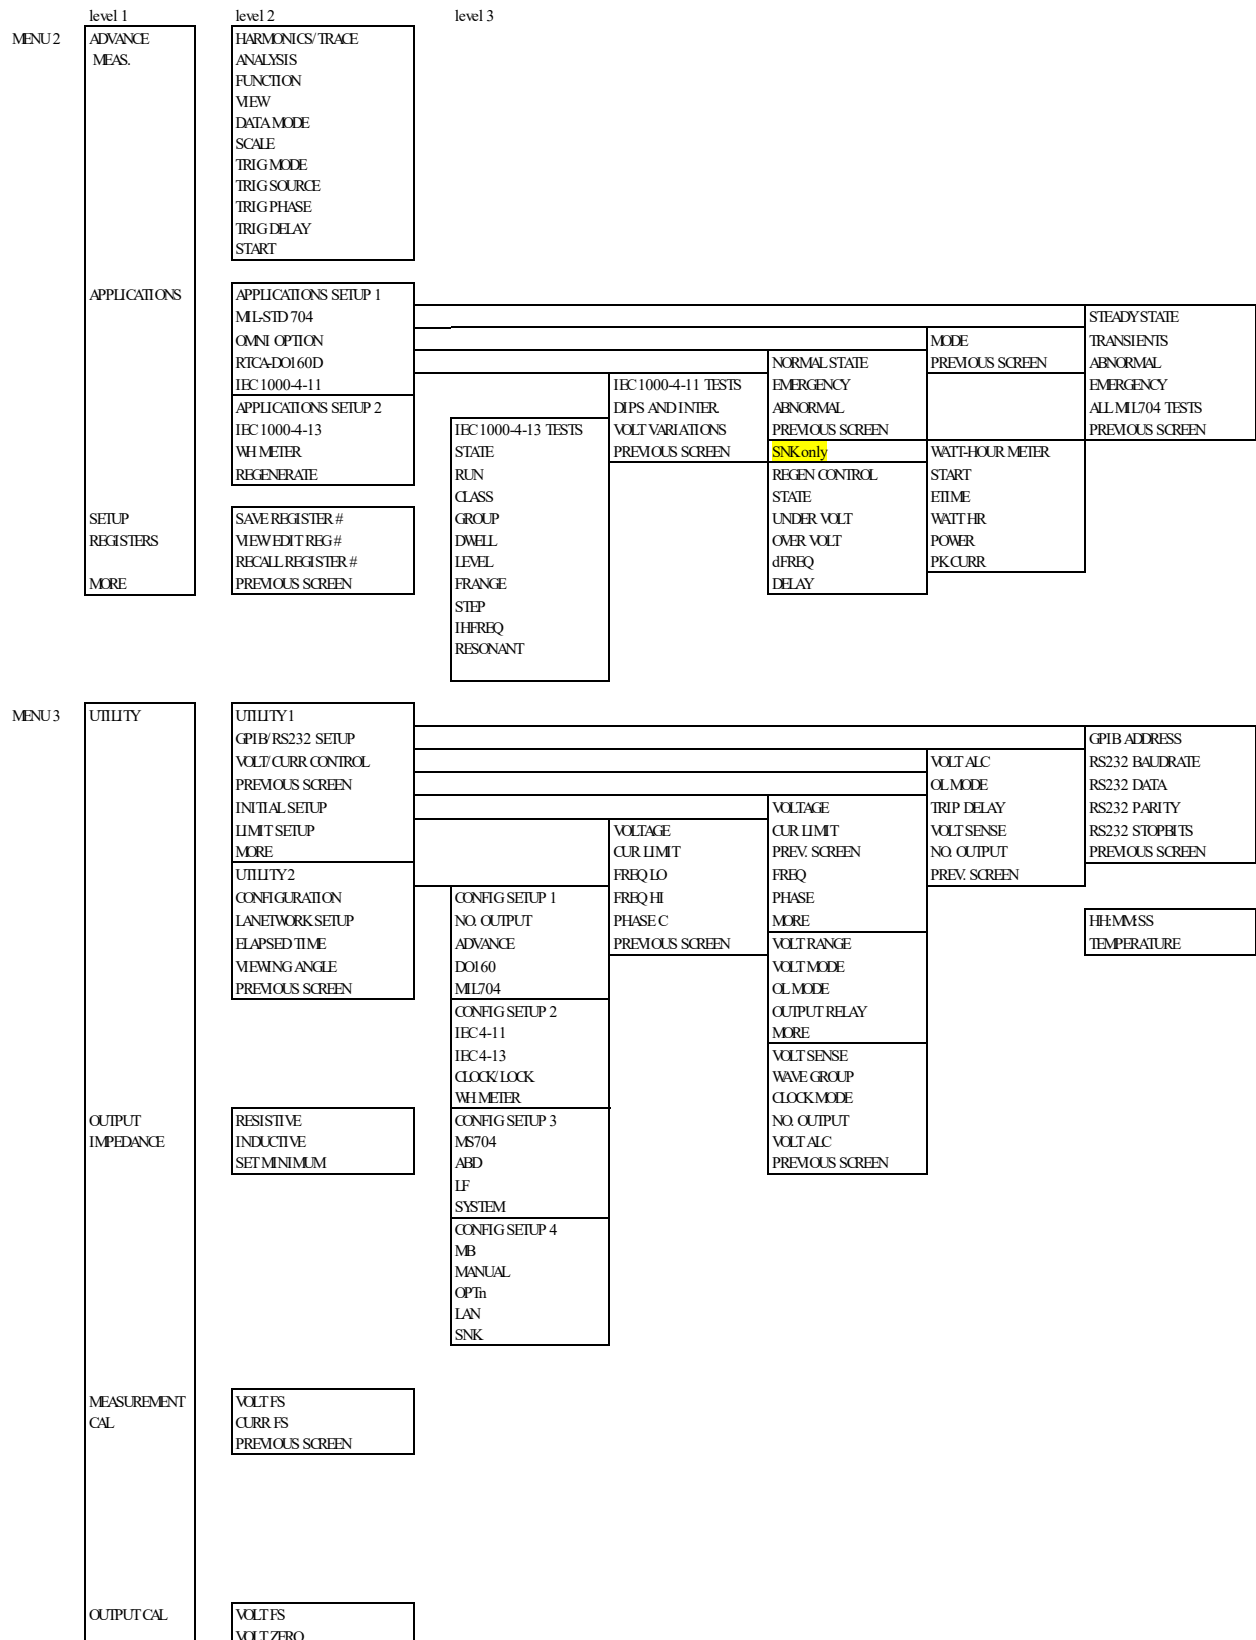 level 1
level 2
level 3
MENU 2
ADVANCE
MEAS.
HARMONICS/TRACE
ANALYSIS
FUNCTION
VIEW
DATA MODE
SCALE
TRIG MODE
TRIG SOURCE
TRIG PHASE
TRIG DELAY
START
APPLICATIONS
APPLICATIONS SETUP 1
MIL-STD 704
OMNI OPTION
RTCA-DO160D
IEC 1000-4-11
APPLICATIONS SETUP 2
IEC 1000-4-13
WH METER
REGENERATE
STEADY STATE
TRANSIENTS
ABNORMAL
EMERGENCY
ALL MIL704 TESTS
PREVIOUS SCREEN
MODE
PREVIOUS SCREEN
NORMAL STATE
EMERGENCY
ABNORMAL
PREVIOUS SCREEN
IEC 1000-4-11 TESTS
DIPS AND INTER.
VOLT VARIATIONS
PREVIOUS SCREEN
IEC 1000-4-13 TESTS
STATE
RUN
CLASS
GROUP
DWELL
LEVEL
FRANGE
STEP
IHFREQ
RESONANT
SNK only
REGEN CONTROL
STATE
UNDER VOLT
OVER VOLT
dFREQ
DELAY
WATT-HOUR METER
START
ETIME
WATT HR
POWER
PK CURR
SETUP
REGISTERS
MORE
SAVE REGISTER #
VIEW EDIT REG #
RECALL REGISTER #
PREVIOUS SCREEN
MENU 3
UTILITY
UTILITY 1
GPIB/RS232 SETUP
VOLT/CURR CONTROL
PREVIOUS SCREEN
INITIAL SETUP
LIMIT SETUP
MORE
UTILITY 2
CONFIGURATION
LANETWORK SETUP
ELAPSED TIME
VIEWING ANGLE
PREVIOUS SCREEN
GPIB ADDRESS
RS232 BAUDRATE
RS232 DATA
RS232 PARITY
RS232 STOPBITS
PREVIOUS SCREEN
VOLT ALC
OL MODE
TRIP DELAY
VOLT SENSE
NO. OUTPUT
PREV. SCREEN
VOLTAGE
CUR LIMIT
PREV. SCREEN
FREQ
PHASE
MORE
VOLT RANGE
VOLT MODE
OL MODE
OUTPUT RELAY
MORE
VOLT SENSE
WAVE GROUP
CLOCK MODE
NO. OUTPUT
VOLT ALC
PREVIOUS SCREEN
VOLTAGE
CUR LIMIT
FREQ LO
FREQ HI
PHASE C
PREVIOUS SCREEN
HH:MM:SS
TEMPERATURE
CONFIG SETUP 1
NO. OUTPUT
ADVANCE
DO160
MIL704
CONFIG SETUP 2
IEC 4-11
IEC 4-13
CLOCK/LOCK
WH METER
CONFIG SETUP 3
MS704
ABD
LF
SYSTEM
CONFIG SETUP 4
MB
MANUAL
OPTn
LAN
SNK
OUTPUT
IMPEDANCE
RESISTIVE
INDUCTIVE
SET MINIMUM
MEASUREMENT
CAL
VOLT FS
CURR FS
PREVIOUS SCREEN
OUTPUT CAL
VOLT FS
VOLT ZERO